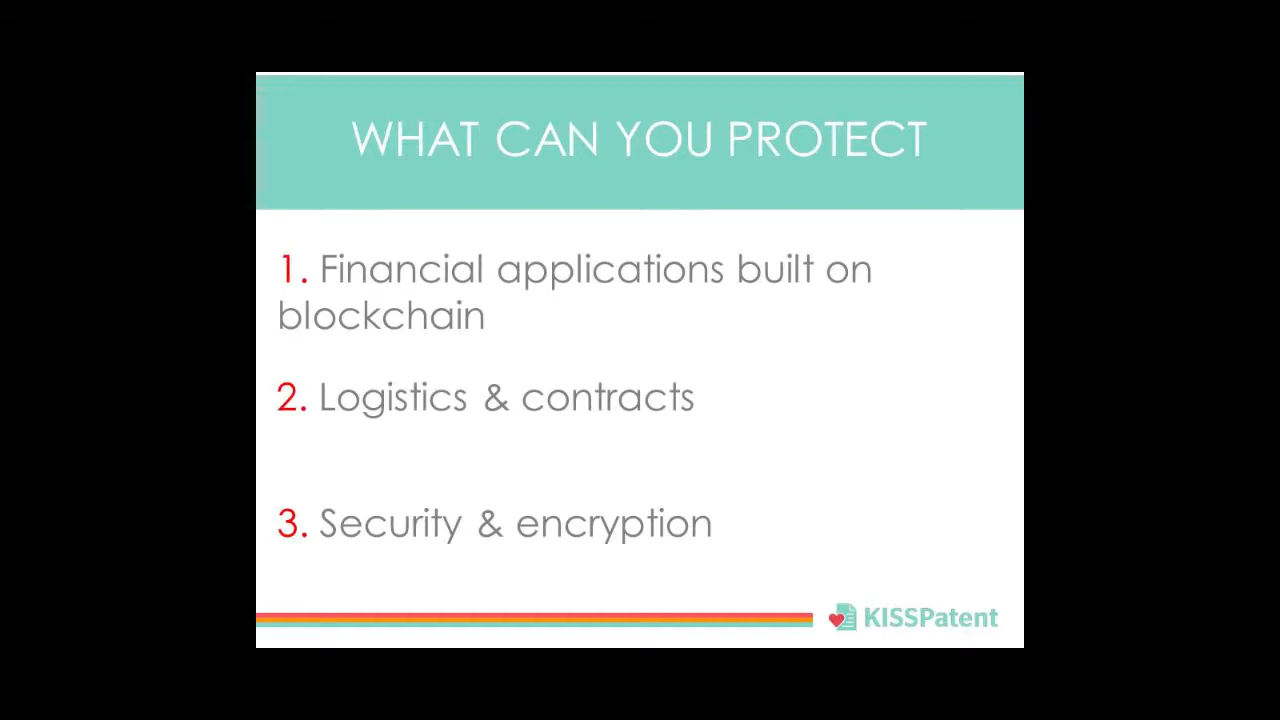 WHAT CAN YOU PROTECT
1. Financial applications built on
blockchain
2. Logistics & contracts
3. Security & encryption
KISSPatent